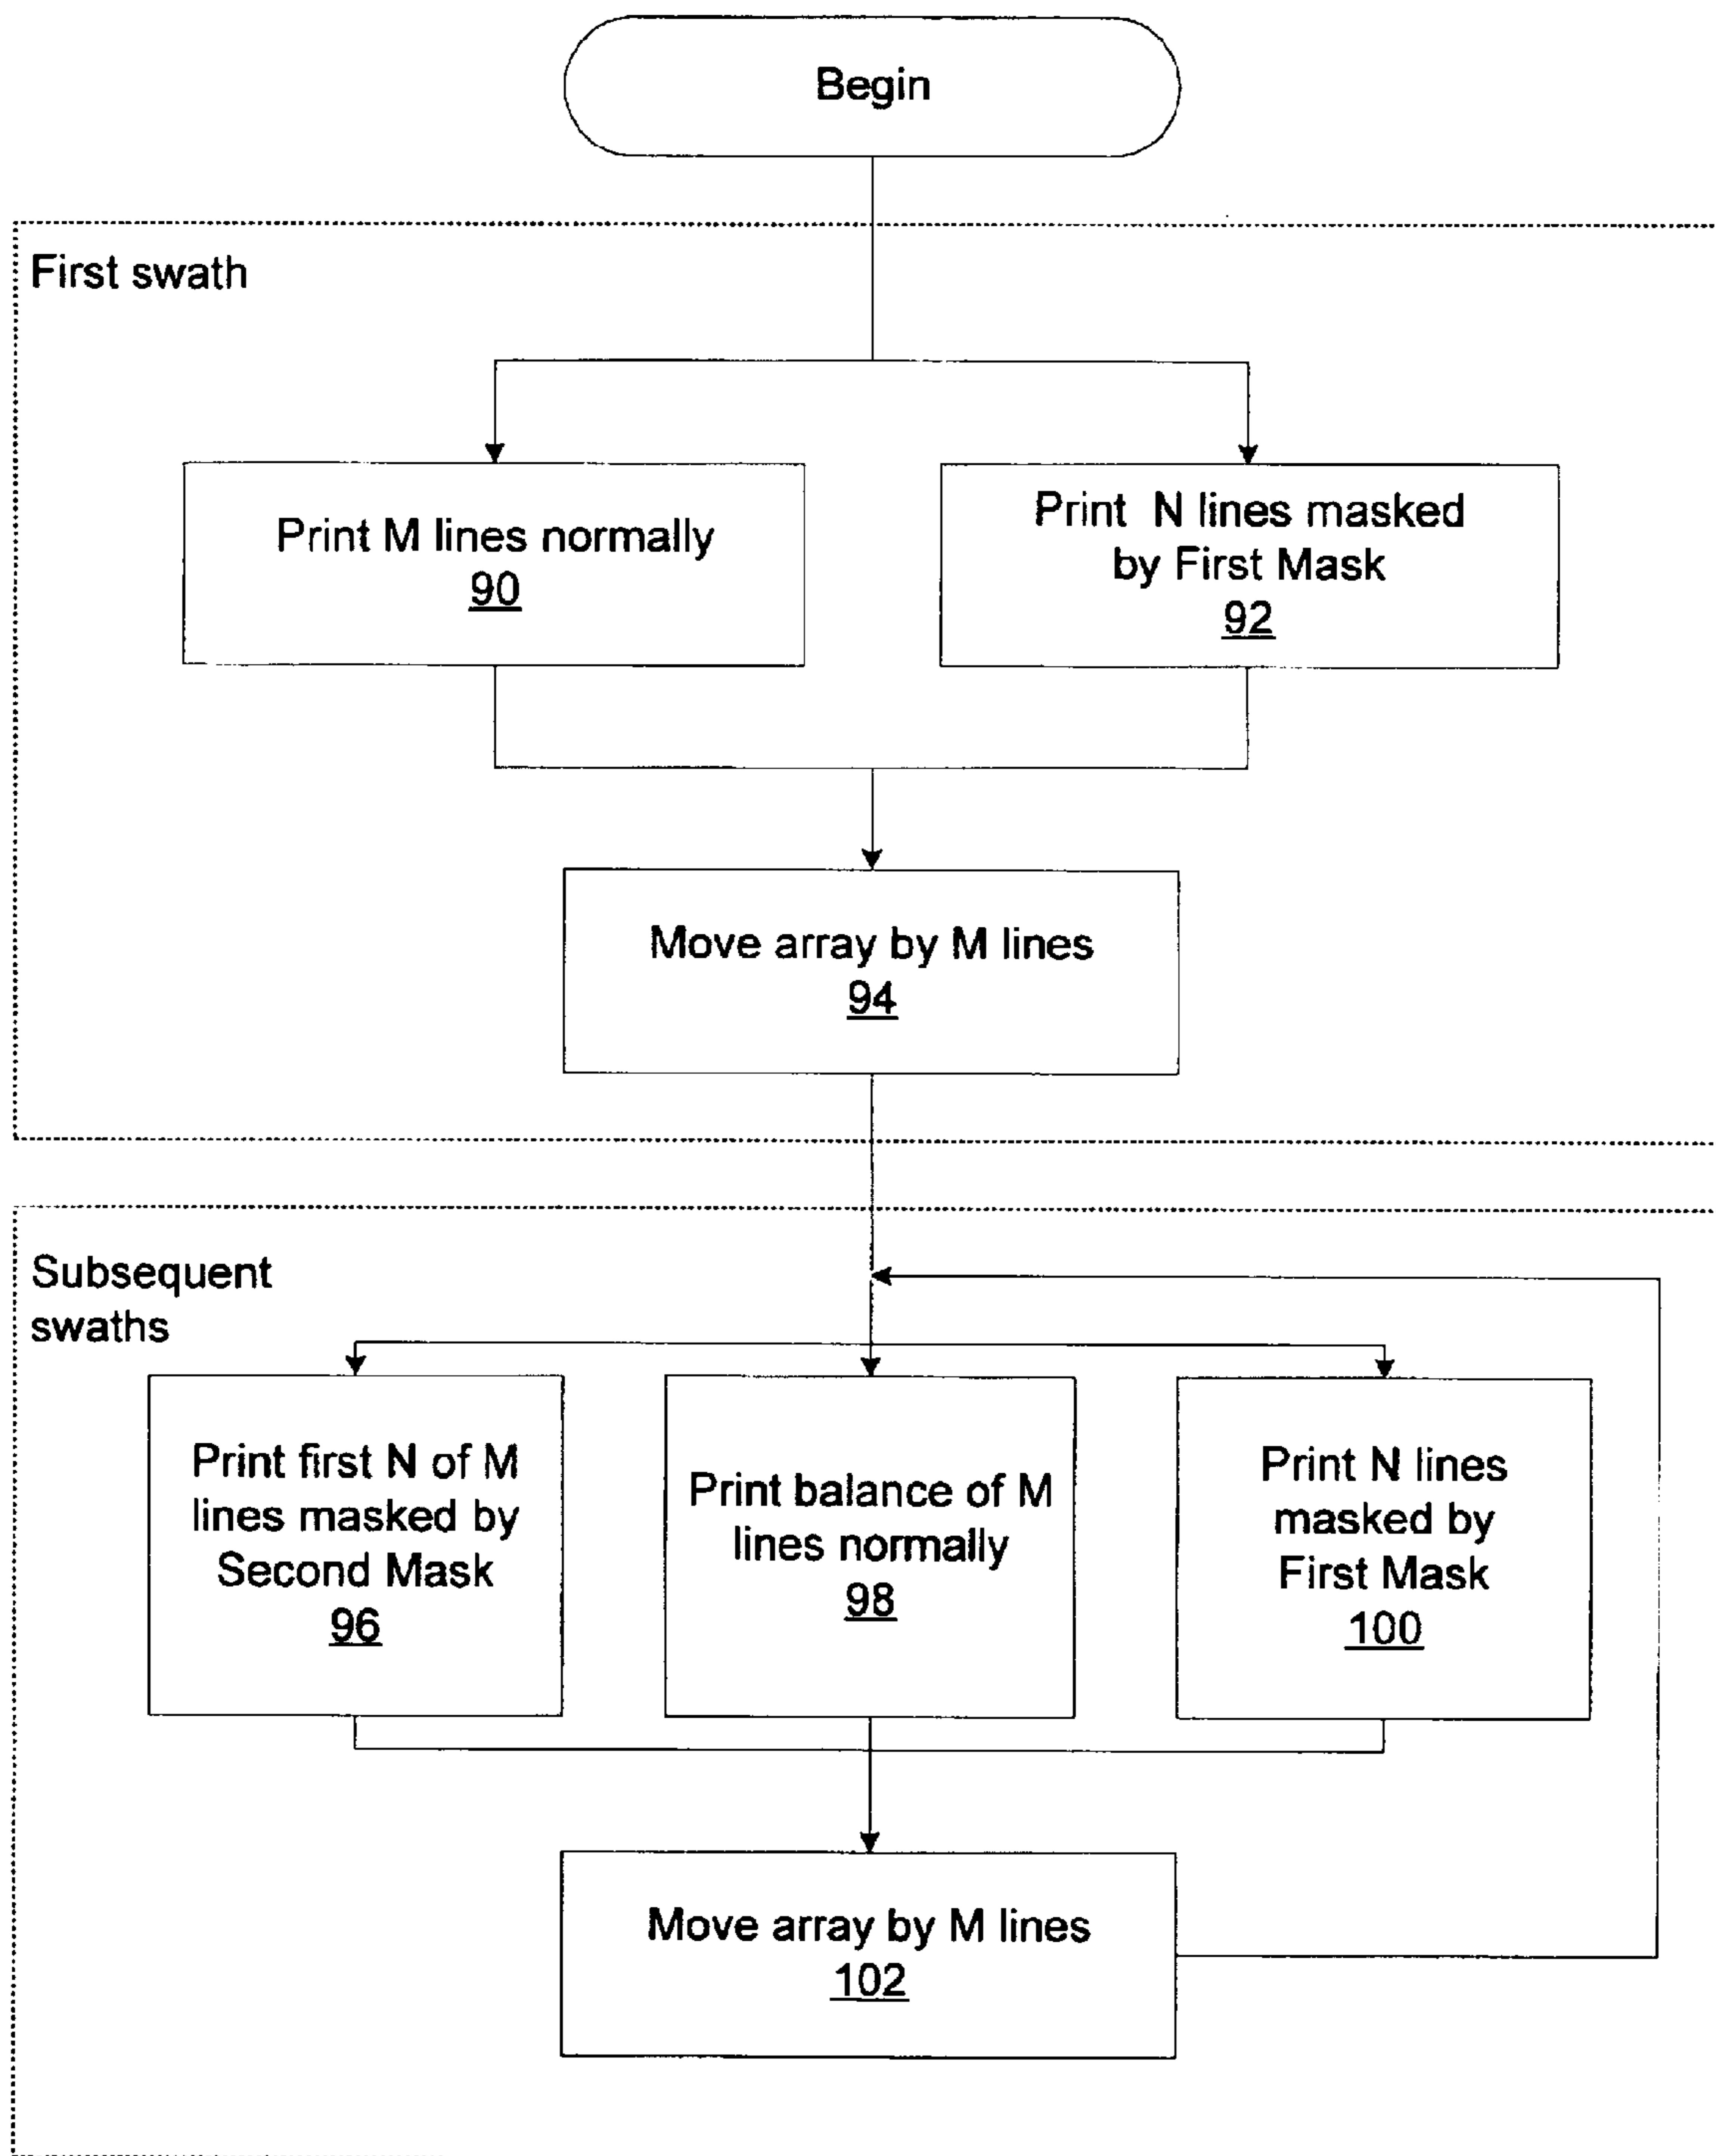 Begin
First swath
Print M lines normally
90
Print N lines masked
by First Mask
92
Move array by M lines
94
Subsequent
swaths
Print first N of M
lines masked by
Second Mask
96
Print balance of M
lines normally
98
Print N lines
masked by
First Mask
100
Move array by M lines
102